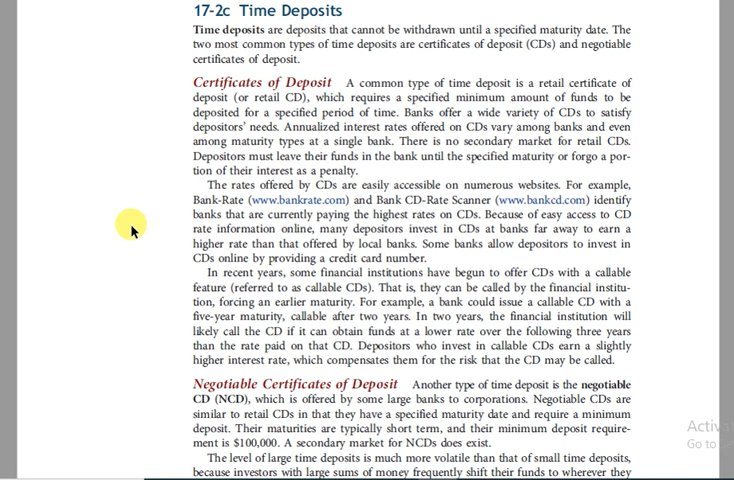 17-2c Time Deposits
Time deposits are deposits that cannot be withdrawn until a specified maturity date. The
two most common types of time deposits are certificates of deposit (CDs) and negotiable
certificates of deposit.
Certificates of Deposit A common type of time deposit is a retail certificate of
deposit (or retail CD), which requires a specified minimum amount of funds to be
deposited for a specified period of time. Banks offer a wide variety of CDs to satisfy
depositors' needs. Annualized interest rates offered on CDs vary among banks and even
among maturity types at a single bank. There is no secondary market for retail CDs.
Depositors must leave their funds in the bank until the specified maturity or forgo a por-
tion of their interest as a penalty.
The rates offered by CDs are easily accessible on numerous websites. For example,
Bank-Rate (www.bankrate.com) and Bank CD-Rate Scanner (www.bankcd.com) identify
banks that are currently paying the highest rates on CDs. Because of easy access to CD
rate information online, many depositors invest in CDs at banks far away to earn a
higher rate than that offered by local banks. Some banks allow depositors to invest in
CDs online by providing a credit card number.
In recent years, some financial institutions have begun to offer CDs with a callable
feature (referred to as callable CDs). That is, they can be called by the financial institu-
tion, forcing an earlier maturity. For example, a bank could issue a callable CD with a
five-year maturity, callable after two years. In two years, the financial institution will
likely call the CD if it can obtain funds at a lower rate over the following three years
than the rate paid on that CD. Depositors who invest in callable CDs earn a slightly
higher interest rate, which compensates them for the risk that the CD may be called.
Negotiable Certificates of Deposit Another type of time deposit is the negotiable
CD (NCD), which is offered by some large banks to corporations. Negotiable CDs are
similar to retail CDs in that they have a specified maturity date and require a minimum
deposit. Their maturities are typically short term, and their minimum deposit require-
ment is $100,000. A secondary market for NCDs does exist.
The level of large time deposits is much more volatile than that of small time deposits,
because investors with large sums of money frequently shift their funds to wherever they
Activ
Go to